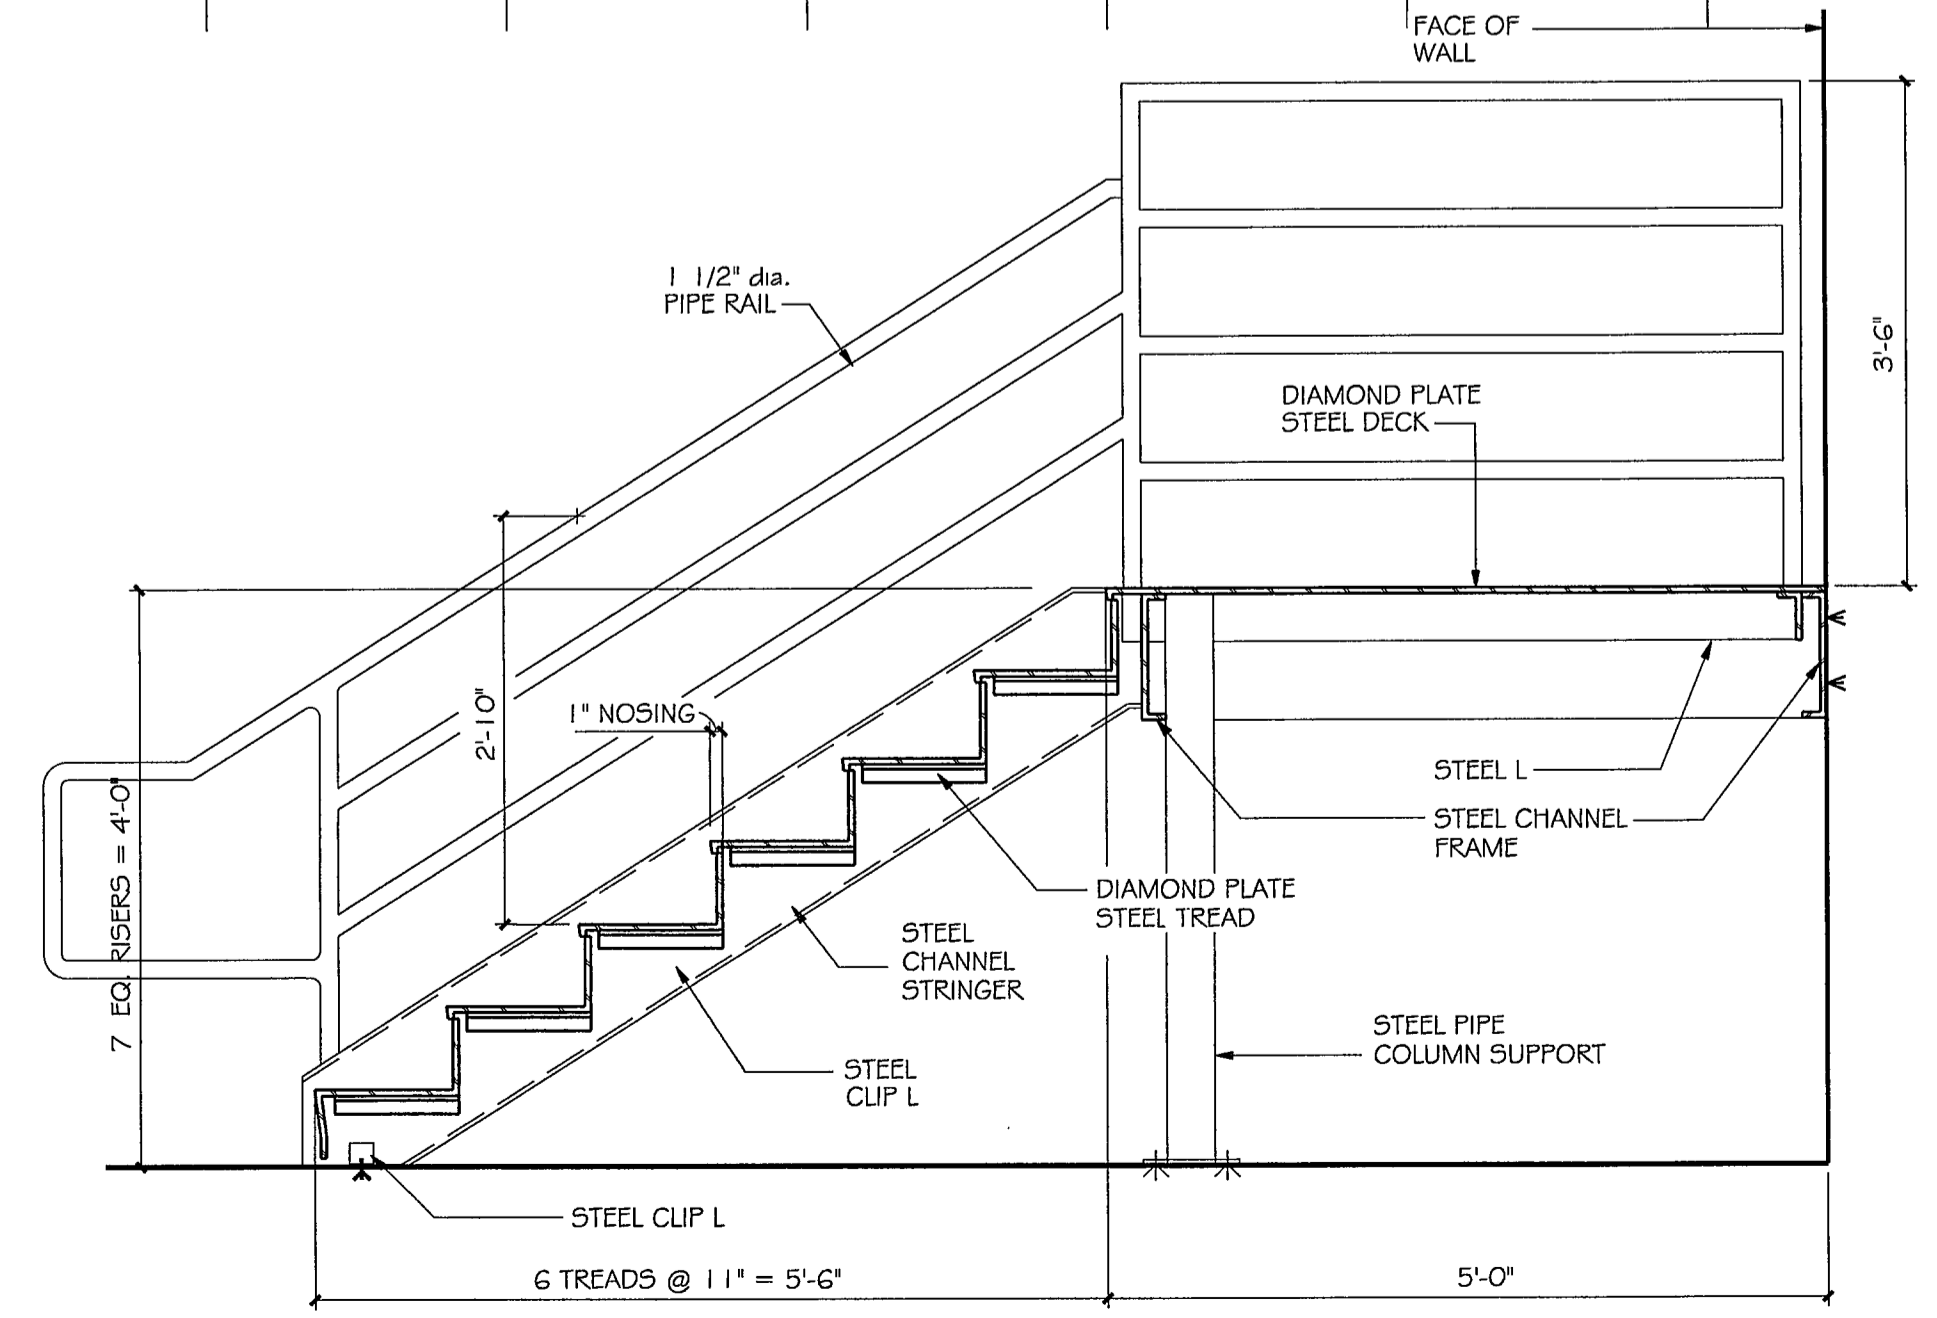 FACE OF
WALL
1 1/2" dia.
PIPE RAIL
3'-6"
DIAMOND PLATE
STEEL DECK
2'-10"
1" NOSING
7 EQ. RISERS = 4'-0"
STEEL L
STEEL CHANNEL
FRAME
DIAMOND PLATE
STEEL TREAD
STEEL
CHANNEL
STRINGER
STEEL PIPE
COLUMN SUPPORT
STEEL
CLIP L
STEEL CLIP L
6 TREADS @ 11" = 5'-6"
5'-0"